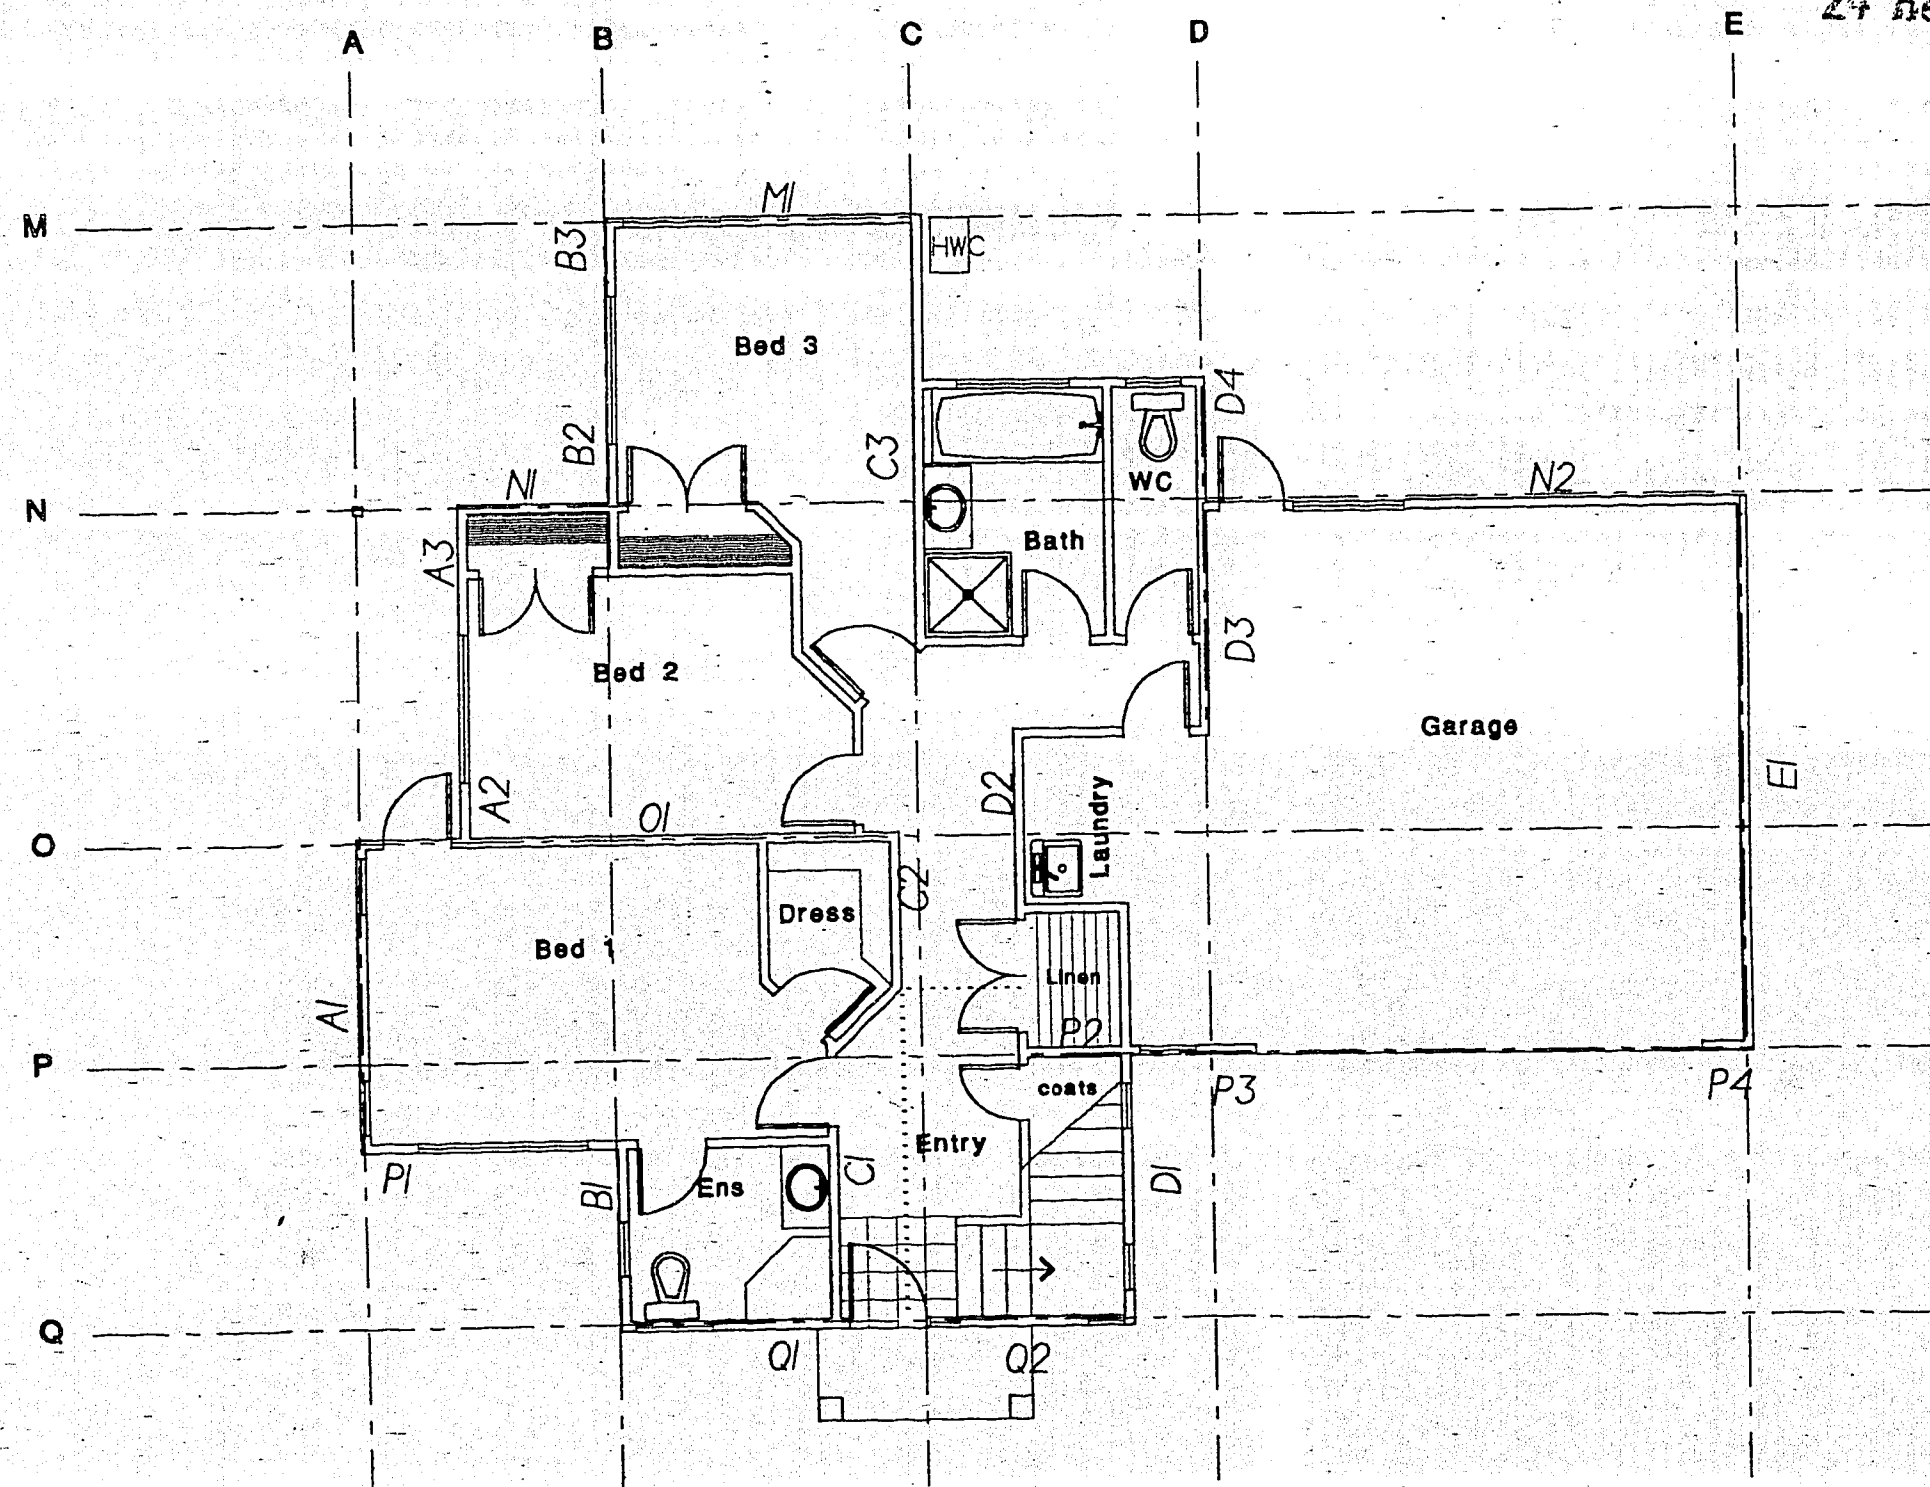 A B C D E
24
M
M1
B3
HWC
Bed 3
D4
B2
C3
WC
N
N1
N2
Bath
A3
Bed 2
D3
Garage
A2
O1
D2
Laundry
E1
O
C2
Dress
Bed 1
Linen
A1
P2
P
coats
P3
P4
Entry
P1
B1
Ens
C1
D1
Q
Q1
Q2